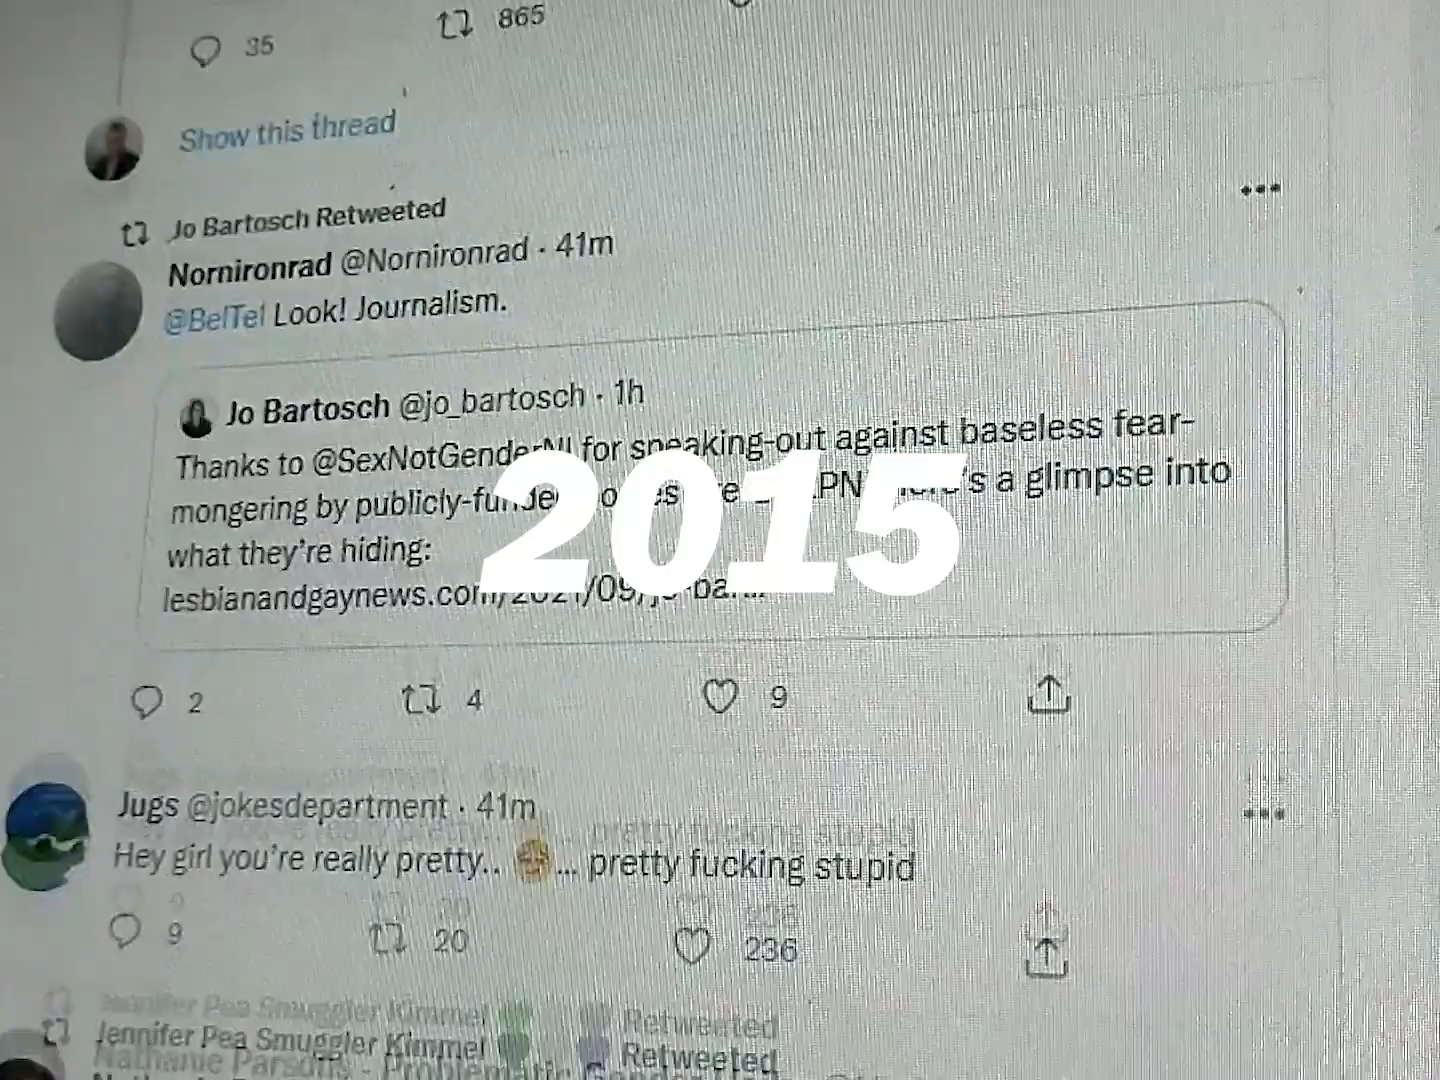 35 865
Show this thread
Jo Bartosch Retweeted
Nornironrad @Nornironrad · 41m
@BelTel Look! Journalism.
Jo Bartosch @jo_bartosch · 1h
Thanks to @SexNotGenderNI for speaking-out against baseless fear-
mongering by publicly-funded a glimpse into
what they're hiding:
lesbianandgaynews.com/2021/09/
2015
2 4 9
Jugs @jokesdepartment · 41m
Hey girl you're really pretty.. ... pretty fucking stupid
9 20 236
Jennifer Pea Smuggler Kimmel Retweeted